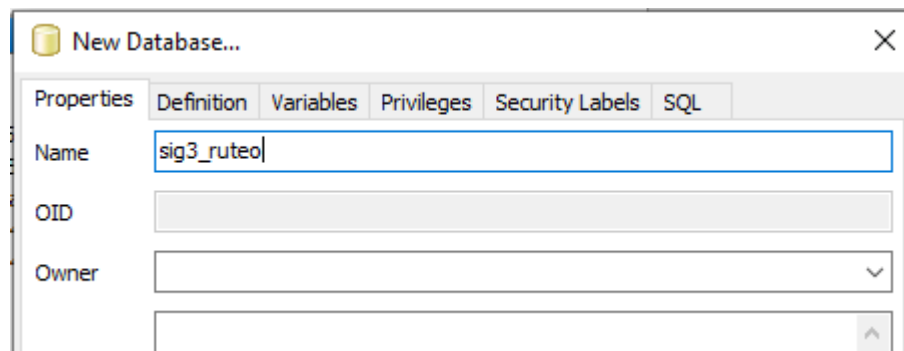 New Database...
Properties Definition Variables Privileges Security Labels SQL
Name sig3_ruteo
OID
Owner